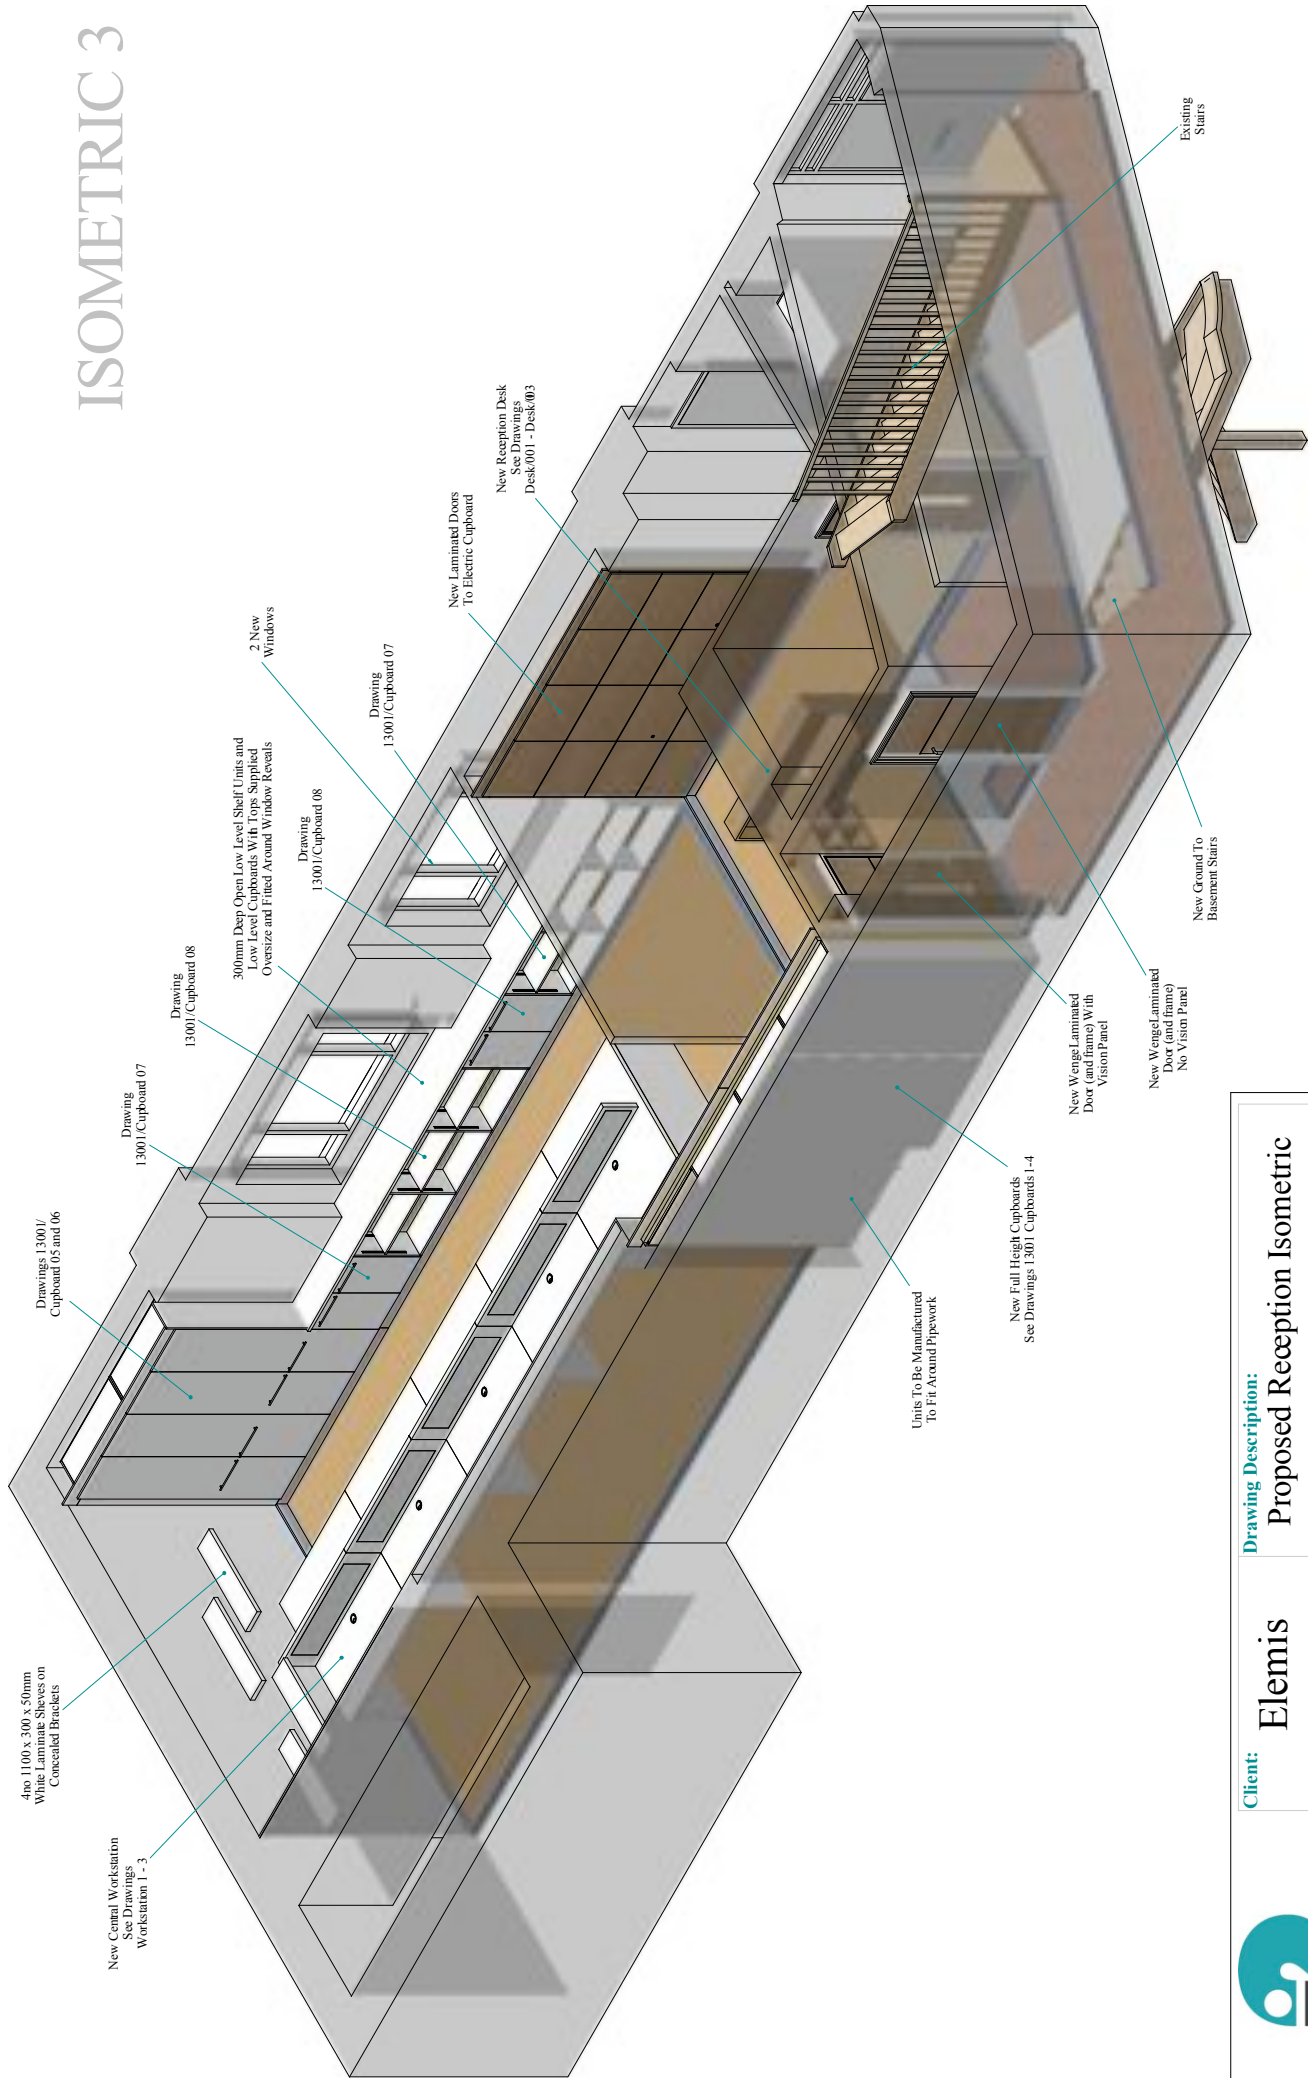 ISOMETRIC 3
4no 1100 x 300 x 50mm
White Laminate Sheves on
Concealed Brackets
New Central Workstation
See Drawings
Workstation 1 - 3
Drawings 13001/
Cupboard 05 and 06
Drawing
13001/Cupboard 07
Drawing
13001/Cupboard 08
300mm Deep Open Low Level Shelf Units and
Low Level Cupboards With Tops Supplied
Oversize and Fitted Around Window Reveals
Drawing
13001/Cupboard 08
Drawing
13001/Cupboard 07
2 New
Windows
New Laminated Doors
To Electric Cupboard
New Reception Desk
See Drawings
Desk/001 - Desk/003
Existing
Stairs
Units To Be Manufactured
To Fit Around Pipework
New Full Height Cupboards
See Drawings 13001 Cupboards 1-4
New Wenge Laminated
Door (and frame) With
Vision Panel
New Wenge Laminated
Door (and frame)
No Vision Panel
New Ground To
Basement Stairs
Client:
Elemis
Drawing Description:
Proposed Reception Isometric